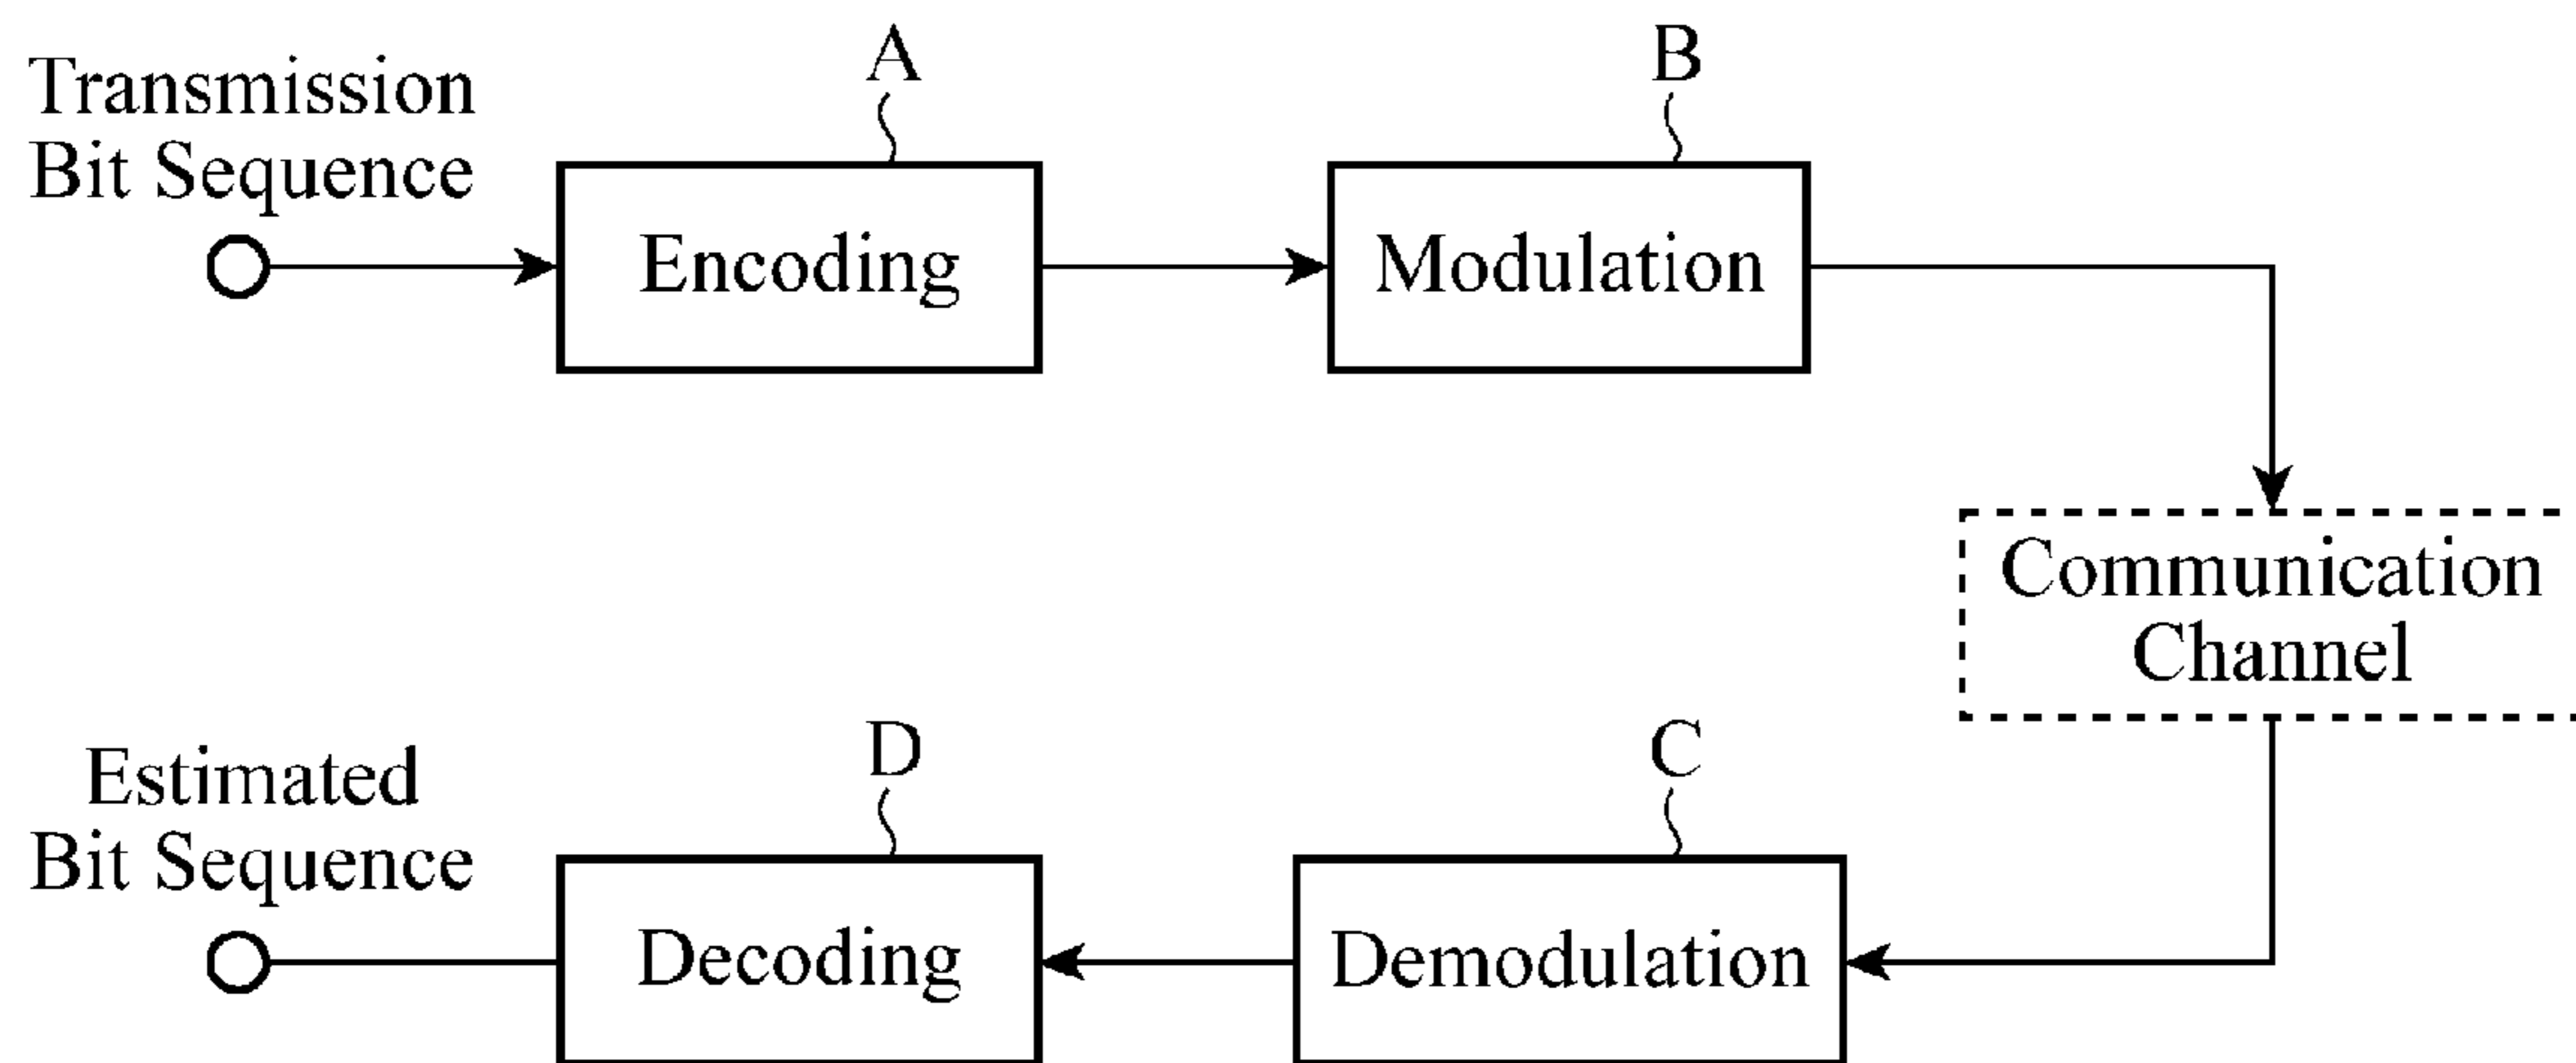 A
B
Transmission
Bit Sequence
Encoding
Modulation
Communication
Channel
D
C
Estimated
Bit Sequence
Decoding
Demodulation